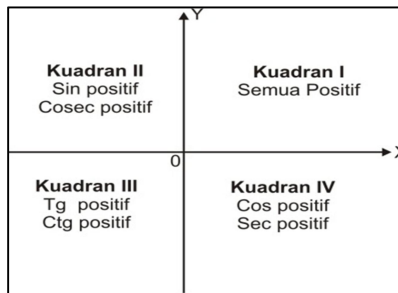 Y
Kuadran II
Sin positif
Cosec positif
Kuadran I
Semua Positif
0
X
Kuadran III
Tg positif
Ctg positif
Kuadran IV
Cos positif
Sec positif